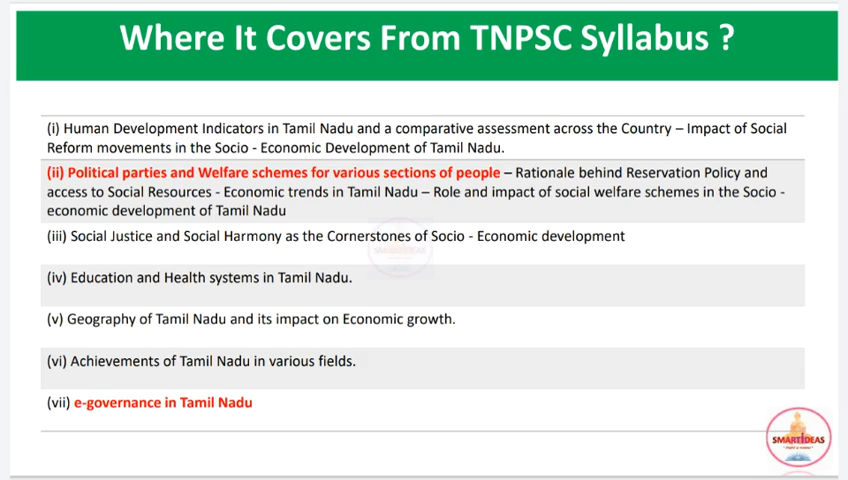 Where It Covers From TNPSC Syllabus ?
(i) Human Development Indicators in Tamil Nadu and a comparative assessment across the Country – Impact of Social
Reform movements in the Socio - Economic Development of Tamil Nadu.
(ii) Political parties and Welfare schemes for various sections of people – Rationale behind Reservation Policy and
access to Social Resources - Economic trends in Tamil Nadu – Role and impact of social welfare schemes in the Socio -
economic development of Tamil Nadu
(iii) Social Justice and Social Harmony as the Cornerstones of Socio - Economic development
(iv) Education and Health systems in Tamil Nadu.
(v) Geography of Tamil Nadu and its impact on Economic growth.
(vi) Achievements of Tamil Nadu in various fields.
(vii) e-governance in Tamil Nadu
SMARTIDEAS